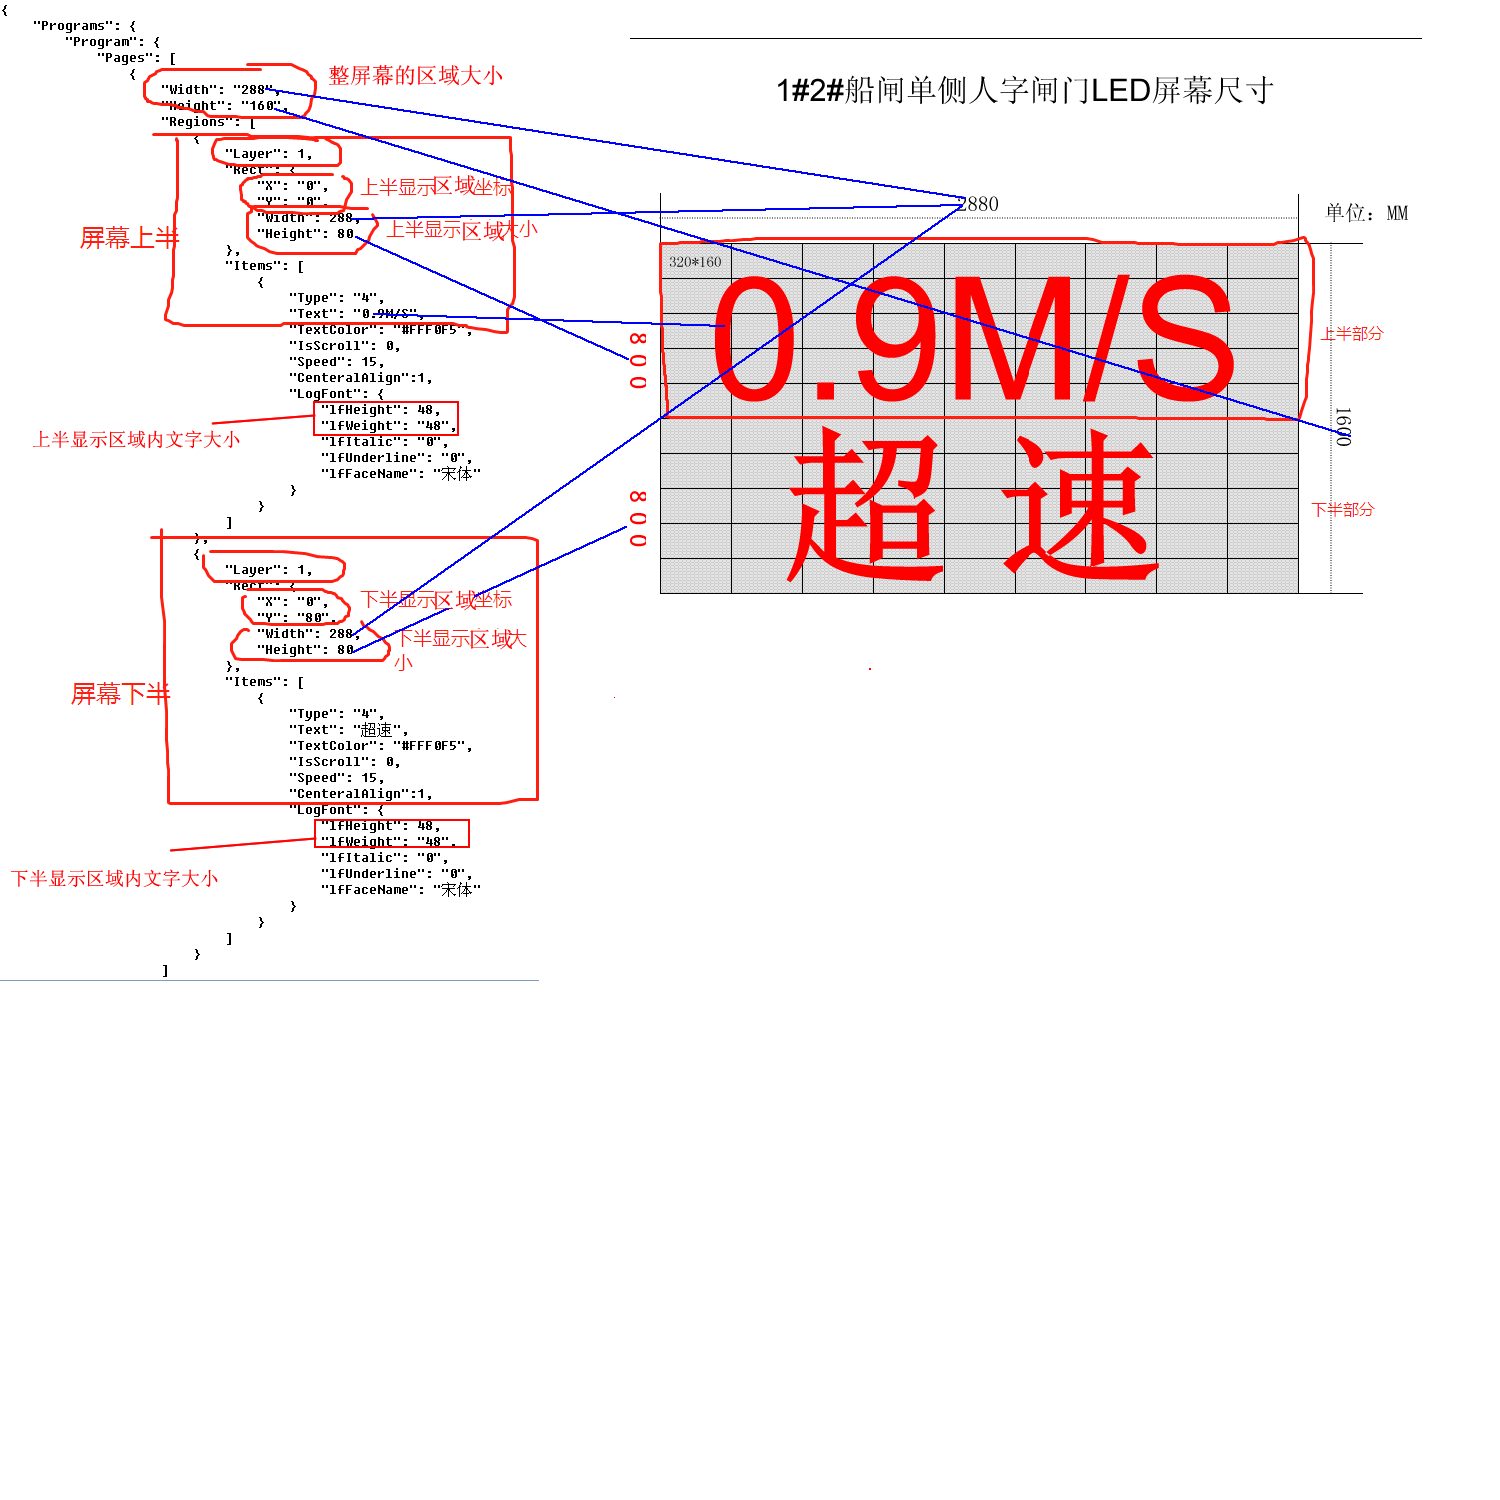 {
"Programs": {
"Program": {
"Pages": [
{
"Width": "288",
"Height": "160",
"Regions": [
{
"Layer": 1,
"Rect": {
"X": "0",
"Y": "0",
"Width": 288,
"Height": 80
},
"Items": [
{
"Type": "4",
"Text": "0.9M/S",
"TextColor": "#FFF0F5",
"IsScroll": 0,
"Speed": 15,
"CenteralAlign":1,
"LogFont": {
"lfHeight": 48,
"lfWeight": "48",
"lfItalic": "0",
"lfUnderline": "0",
"lfFaceName": "宋体"
}
}
]
},
{
"Layer": 1,
"Rect": {
"X": "0",
"Y": "80",
"Width": 288,
"Height": 80
},
"Items": [
{
"Type": "4",
"Text": "超速",
"TextColor": "#FFF0F5",
"IsScroll": 0,
"Speed": 15,
"CenteralAlign":1,
"LogFont": {
"lfHeight": 48,
"lfWeight": "48",
"lfItalic": "0",
"lfUnderline": "0",
"lfFaceName": "宋体"
}
}
]
}
]
整屏幕的区域大小
上半显示区域坐标
上半显示区域大小
屏幕上半
上半显示区域内文字大小
下半显示区域坐标
下半显示区域大
小
屏幕下半
下半显示区域内文字大小
1#2#船闸单侧人字闸门LED屏幕尺寸
2880
单位：MM
320*160
0.9M/S
超速
800
800
上半部分
1600
下半部分